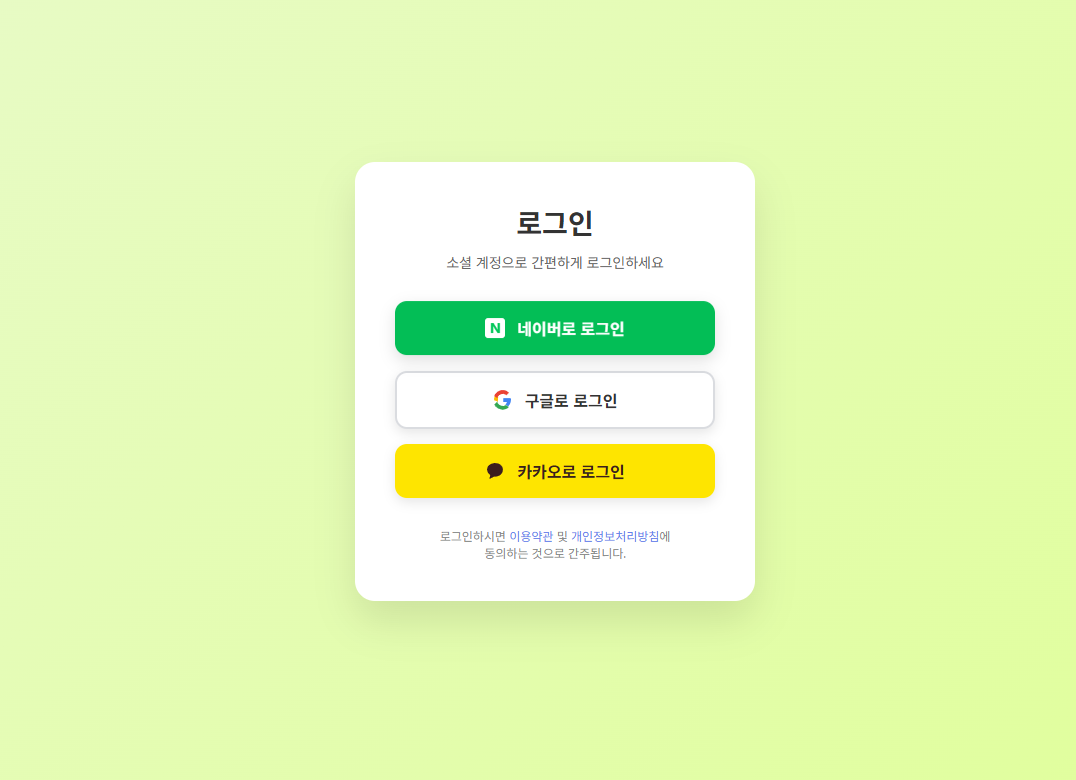 로그인
소셜 계정으로 간편하게 로그인하세요
N 네이버로 로그인
구글로 로그인
카카오로 로그인
로그인하시면 이용약관 및 개인정보처리방침에
동의하는 것으로 간주됩니다.